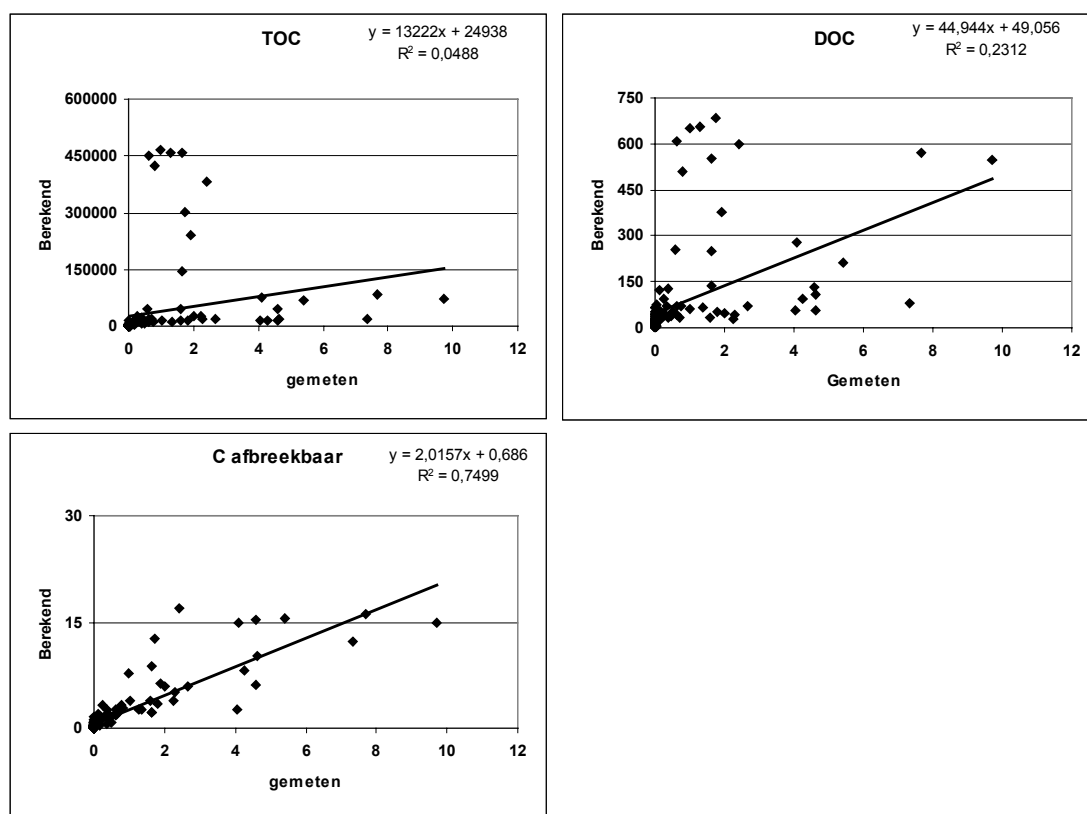 TOC
y = 13222x + 24938
R² = 0,0488
600000
450000
300000
150000
0
Berekend
0 2 4 6 8 10 12
gemeten
DOC
y = 44,944x + 49,056
R² = 0,2312
750
600
450
300
150
0
Berekend
0 2 4 6 8 10 12
Gemeten
C afbreekbaar
y = 2,0157x + 0,686
R² = 0,7499
30
15
0
Berekend
0 2 4 6 8 10 12
gemeten